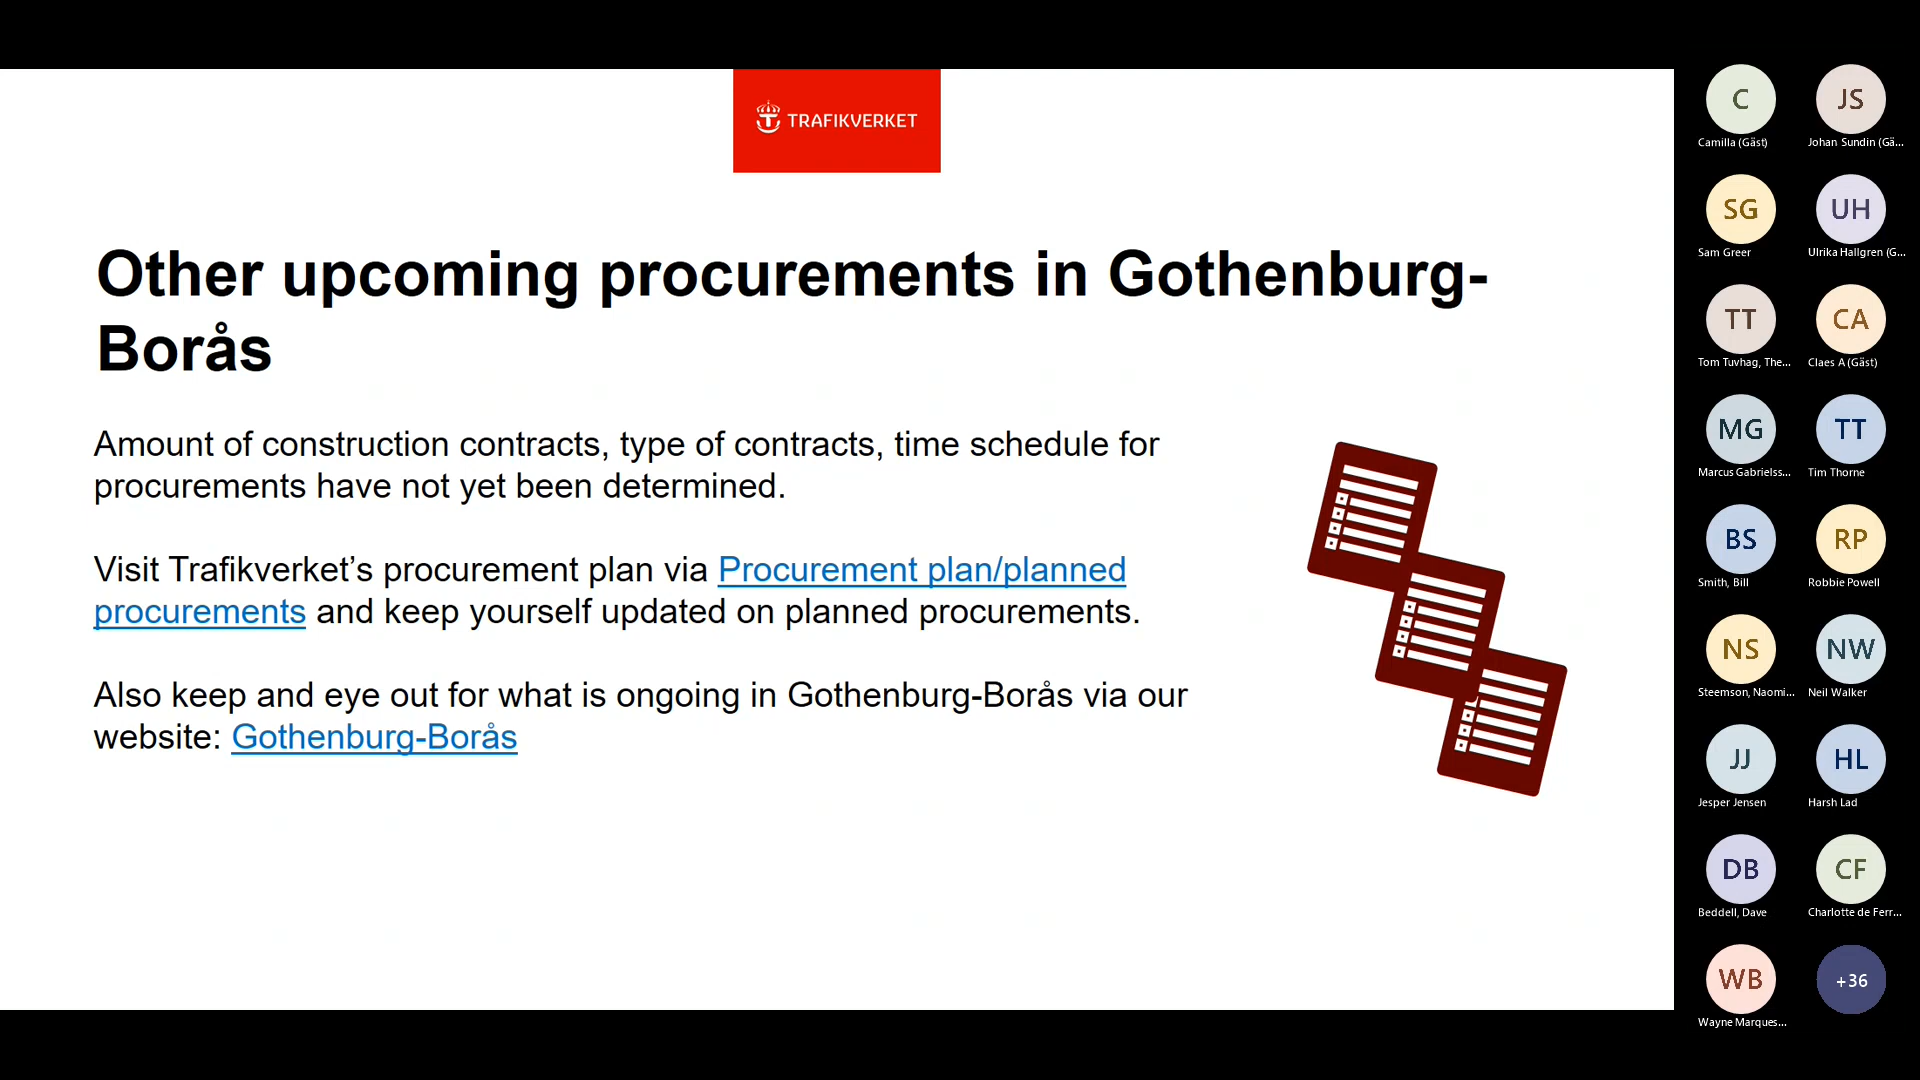 TRAFIKVERKET
Other upcoming procurements in Gothenburg-
Borås
Amount of construction contracts, type of contracts, time schedule for
procurements have not yet been determined.
Visit Trafikverket’s procurement plan via Procurement plan/planned
procurements and keep yourself updated on planned procurements.
Also keep and eye out for what is ongoing in Gothenburg-Borås via our
website: Gothenburg-Borås
C
JS
Camilla (Gäst)
Johan Sundin (Gä...
SG
UH
Sam Greer
Ulrika Hallgren (G...
TT
CA
Tom Tuvhag, The...
Claes A (Gäst)
MG
TT
Marcus Gabrielss...
Tim Thorne
BS
RP
Smith, Bill
Robbie Powell
NS
NW
Steemson, Naomi...
Neil Walker
JJ
HL
Jesper Jensen
Harsh Lad
DB
CF
Beddell, Dave
Charlotte de Ferr...
WB
+36
Wayne Marques...